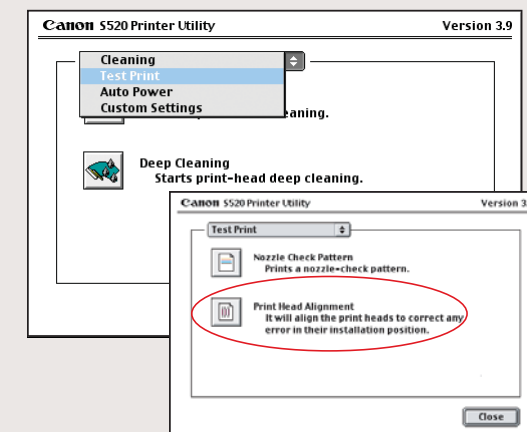 Canon S520 Printer Utility Version 3.9
Cleaning
Test Print
Auto Power
Custom Settings
eaning.
Deep Cleaning
Starts print-head deep cleaning.
Canon S520 Printer Utility Version 3
Test Print
Nozzle Check Pattern
Prints a nozzle-check pattern.
Print Head Alignment
It will align the print heads to correct any
error in their installation position.
Close